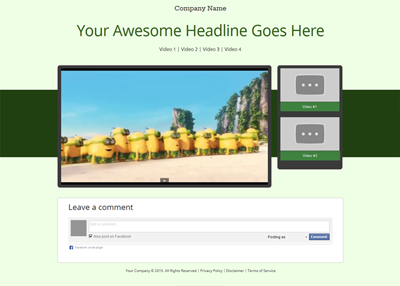 Company Name
Your Awesome Headline Goes Here
Video 1 | Video 2 | Video 3 | Video 4
Video #1
Video #2
Leave a comment
Add a comment
Also post on Facebook
Posting as
Comment
Facebook social plugin
Your Company © 2015. All Rights Reserved | Privacy Policy | Disclaimer | Terms of Service